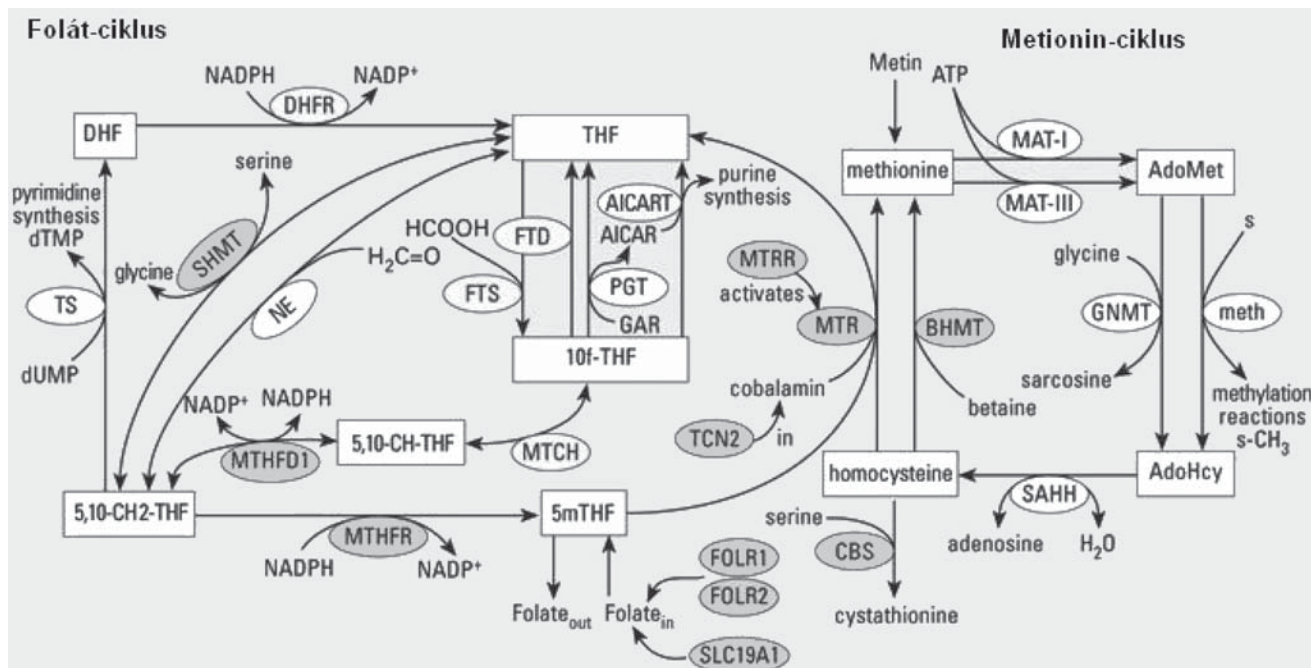 Folát-ciklus
Metionin-ciklus
NADPH
NADP⁺
DHFR
DHF
THF
Metin
ATP
MAT-I
methionine
AdoMet
MAT-III
serine
pyrimidine
synthesis
dTMP
glycine
SHMT
TS
dUMP
NE
H₂C=O
HCOOH
FTD
FTS
AICART
AICAR
purine
synthesis
PGT
GAR
10f-THF
MTRR
activates
MTR
BHMT
cobalamin
in
TCN2
betaine
glycine
GNMT
sarcosine
s
meth
methylation
reactions
s-CH₃
NADP⁺
NADPH
MTHFD1
5,10-CH-THF
MTCH
5,10-CH2-THF
MTHFR
NADPH
NADP⁺
5mTHF
homocysteine
AdoHcy
SAHH
adenosine
H₂O
serine
CBS
cystathionine
FOLR1
FOLR2
Folateout
Folatein
SLC19A1